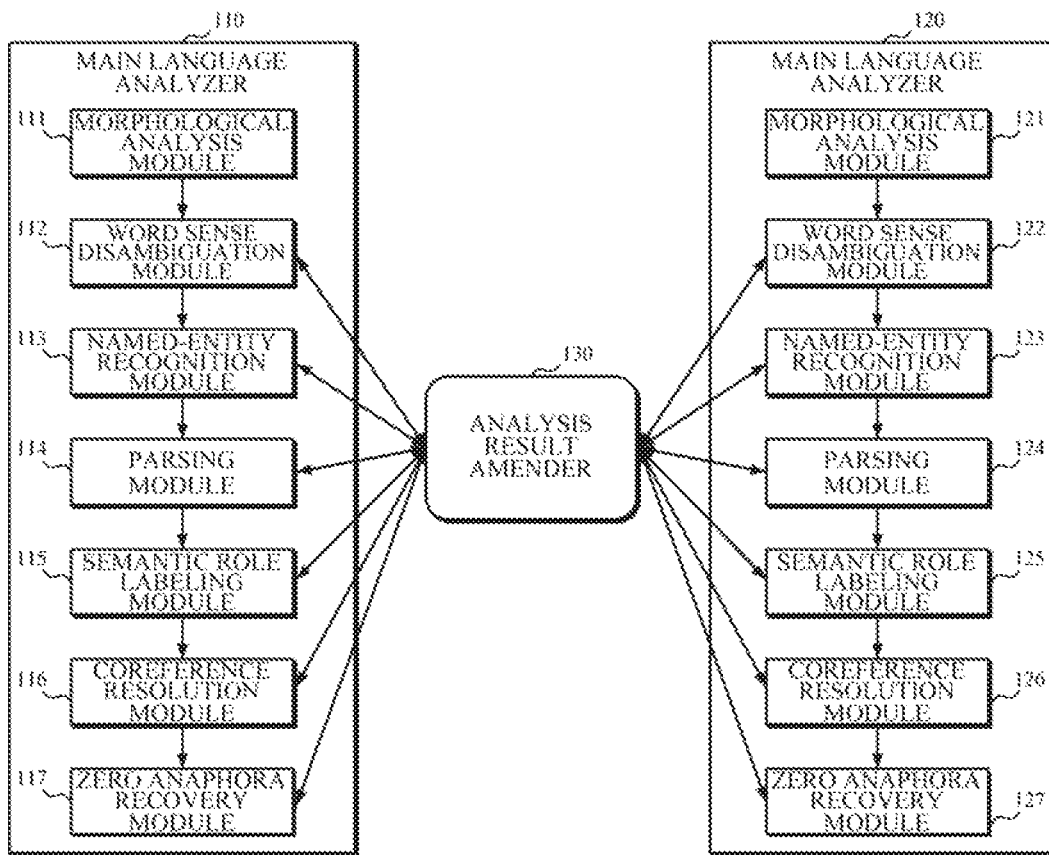 110
MAIN LANGUAGE
ANALYZER
111
MORPHOLOGICAL
ANALYSIS
MODULE
112
WORD SENSE
DISAMBIGUATION
MODULE
113
NAMED-ENTITY
RECOGNITION
MODULE
114
PARSING
MODULE
115
SEMANTIC ROLE
LABELING
MODULE
116
COREFERENCE
RESOLUTION
MODULE
117
ZERO ANAPHORA
RECOVERY
MODULE
130
ANALYSIS
RESULT
AMENDER
120
MAIN LANGUAGE
ANALYZER
MORPHOLOGICAL
ANALYSIS
MODULE
121
WORD SENSE
DISAMBIGUATION
MODULE
122
NAMED-ENTITY
RECOGNITION
MODULE
123
PARSING
MODULE
124
SEMANTIC ROLE
LABELING
MODULE
125
COREFERENCE
RESOLUTION
MODULE
126
ZERO ANAPHORA
RECOVERY
MODULE
127